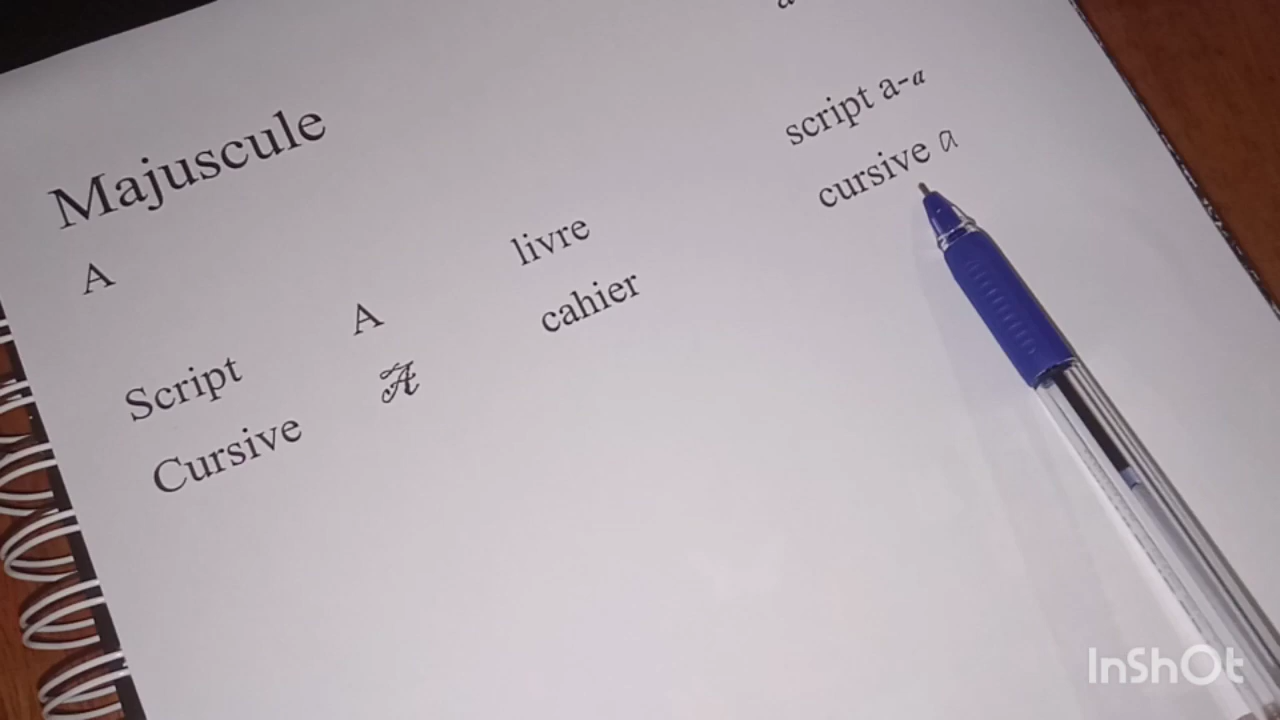 a
Majuscule
A
Script A
Cursive 𝒜
livre
cahier
script a-a
cursive a
InShOt